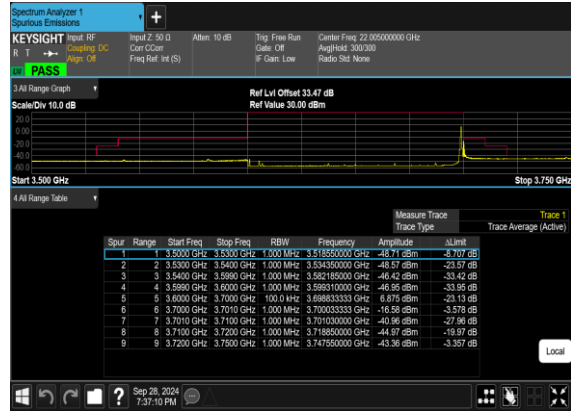 Spectrum Analyzer 1
Spurious Emissions
KEYSIGHT Input: RF Input Z: 50 Ω Atten: 10 dB Trig: Free Run Center Freq: 22.005000000 GHz
R T Coupling: DC Corr CCorr Gate: Off Avg|Hold: 300/300
Align: Off Freq Ref: Int (S) IF Gain: Low Radio Std: None
PASS
3 All Range Graph Ref Lvl Offset 33.47 dB
Scale/Div 10.0 dB Ref Value 30.00 dBm
20.0
0.00
-20.0
-40.0
-60.0
Start 3.500 GHz Stop 3.750 GHz
4 All Range Table
Measure Trace Trace 1
Trace Type Trace Average (Active)
Spur Range Start Freq Stop Freq RBW Frequency Amplitude ΔLimit
1 1 3.5000 GHz 3.5300 GHz 1.000 MHz 3.518550000 GHz -48.71 dBm -8.707 dB
2 2 3.5300 GHz 3.5400 GHz 1.000 MHz 3.534350000 GHz -48.57 dBm -23.57 dB
3 3 3.5400 GHz 3.5990 GHz 1.000 MHz 3.582185000 GHz -46.42 dBm -33.42 dB
4 4 3.5990 GHz 3.6000 GHz 1.000 MHz 3.599310000 GHz -46.95 dBm -33.95 dB
5 5 3.6000 GHz 3.7000 GHz 100.0 kHz 3.698833333 GHz 6.875 dBm -23.13 dB
6 6 3.7000 GHz 3.7010 GHz 1.000 MHz 3.700033333 GHz -16.58 dBm -3.578 dB
7 7 3.7010 GHz 3.7100 GHz 1.000 MHz 3.701030000 GHz -40.96 dBm -27.96 dB
8 8 3.7100 GHz 3.7200 GHz 1.000 MHz 3.718850000 GHz -44.97 dBm -19.97 dB
9 9 3.7200 GHz 3.7500 GHz 1.000 MHz 3.747550000 GHz -43.36 dBm -3.357 dB
Local
Sep 28, 2024
7:37:10 PM